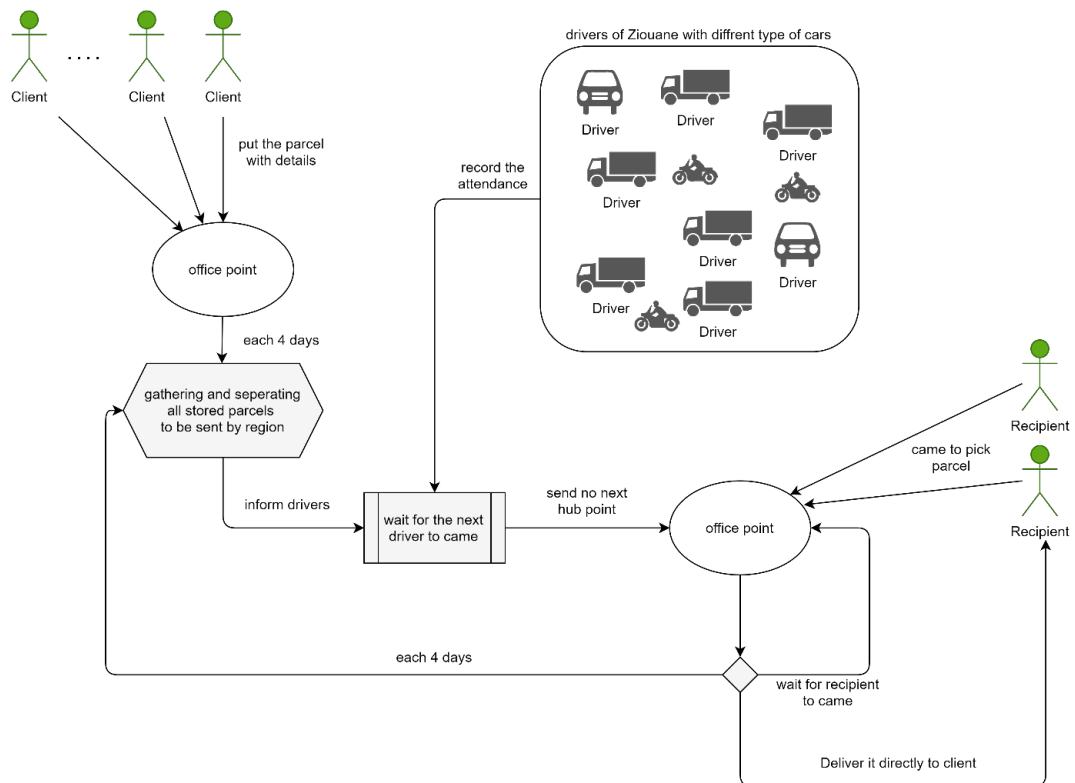 drivers of Ziouane with diffrent type of cars
Client
. . . .
Client
Client
put the parcel
with details
Driver
Driver
Driver
Driver
Driver
Driver
Driver
Driver
record the
attendance
office point
each 4 days
gathering and seperating
all stored parcels
to be sent by region
inform drivers
wait for the next
driver to came
send no next
hub point
office point
Recipient
came to pick
parcel
Recipient
each 4 days
wait for recipient
to came
Deliver it directly to client